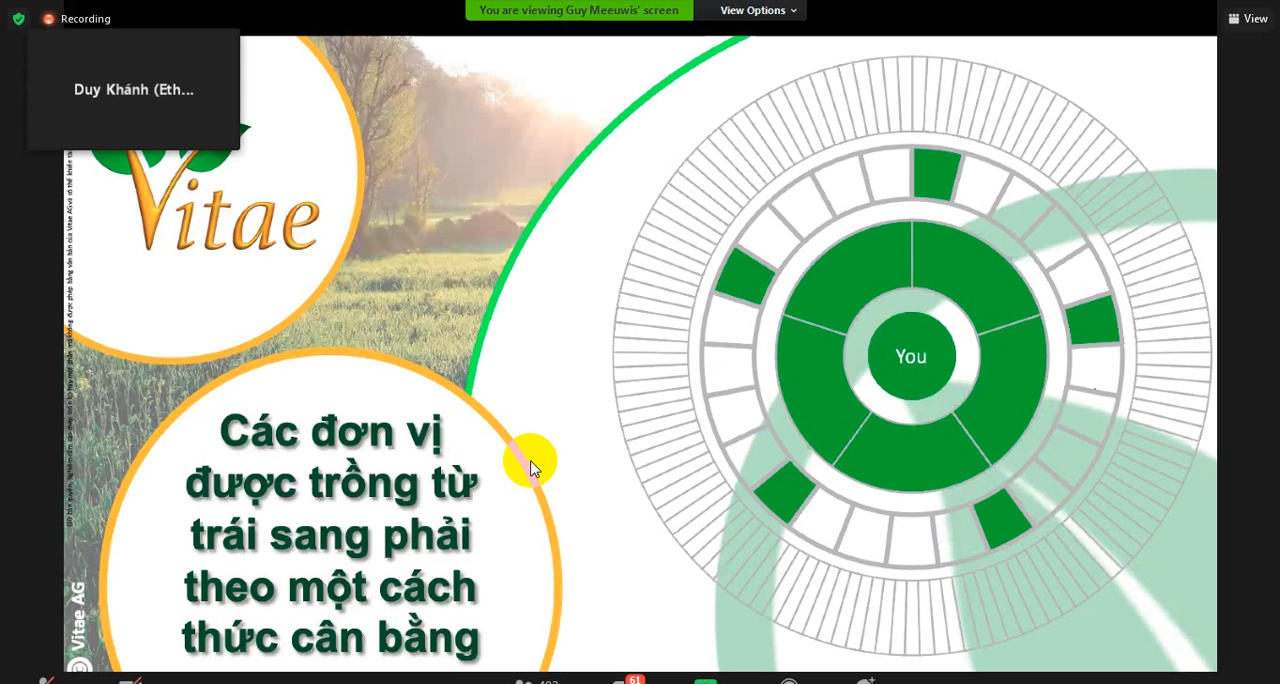 You are viewing Guy Meeuwis' screen
View Options
Recording
View
Duy Khánh (Eth...
Vitae
You
Các đơn vị
được trồng từ
trái sang phải
theo một cách
thức cân bằng
© Vitae AG
61